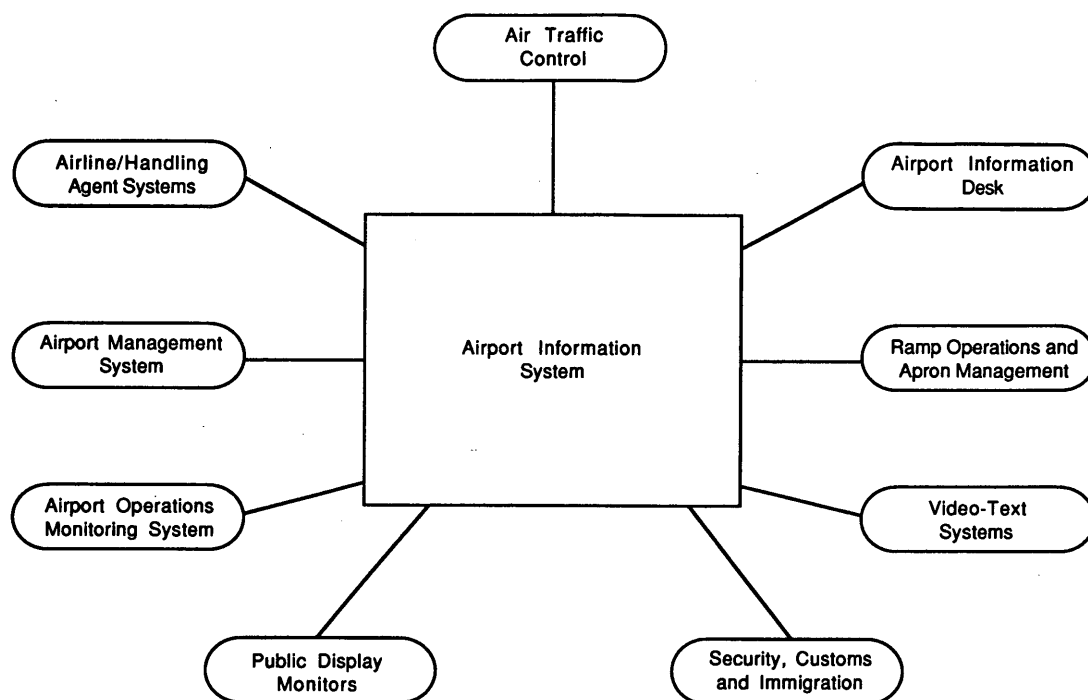 Air Traffic
Control
Airline/Handling
Agent Systems
Airport Information
Desk
Airport Management
System
Airport Information
System
Ramp Operations and
Apron Management
Airport Operations
Monitoring System
Video-Text
Systems
Public Display
Monitors
Security, Customs
and Immigration